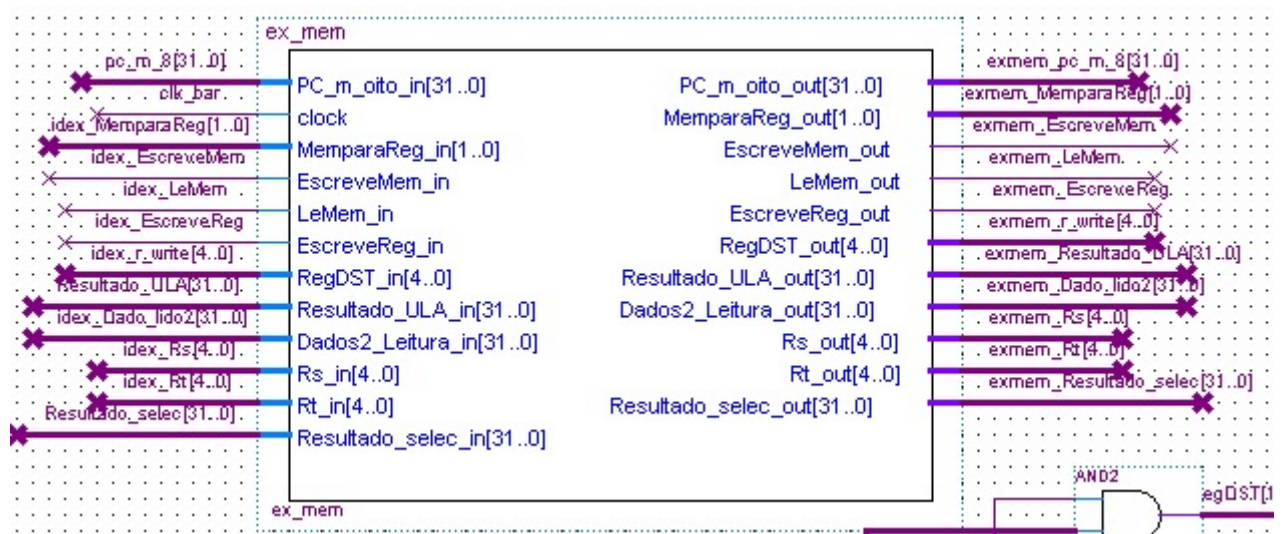 ex_mem
pc_m_8[31..0]
PC_m_oito_in[31..0]
PC_m_oito_out[31..0]
exmem_pc_m_8[31..0]
clk_bar
clock
MemparaReg_out[1..0]
exmem_MemparaReg[1..0]
idex_MemparaReg[1..0]
MemparaReg_in[1..0]
EscreveMem_out
exmem_EscreveMem
idex_EscreveMem
EscreveMem_in
LeMem_out
exmem_LeMem
idex_LeMem
LeMem_in
EscreveReg_out
exmem_EscreveReg
idex_EscreveReg
EscreveReg_in
RegDST_out[4..0]
exmem_r_write[4..0]
idex_r_write[4..0]
RegDST_in[4..0]
Resultado_ULA_out[31..0]
exmem_Resultado_ULA[31..0]
Resultado_ULA[31..0]
Resultado_ULA_in[31..0]
Dados2_Leitura_out[31..0]
exmem_Dado_lido2[31..0]
idex_Dado_lido2[31..0]
Dados2_Leitura_in[31..0]
Rs_out[4..0]
exmem_Rs[4..0]
idex_Rs[4..0]
Rs_in[4..0]
Rt_out[4..0]
exmem_Rt[4..0]
idex_Rt[4..0]
Rt_in[4..0]
Resultado_selec_out[31..0]
exmem_Resultado_selec[31..0]
Resultado_selec[31..0]
Resultado_selec_in[31..0]
ex_mem
AND2
egDST[1